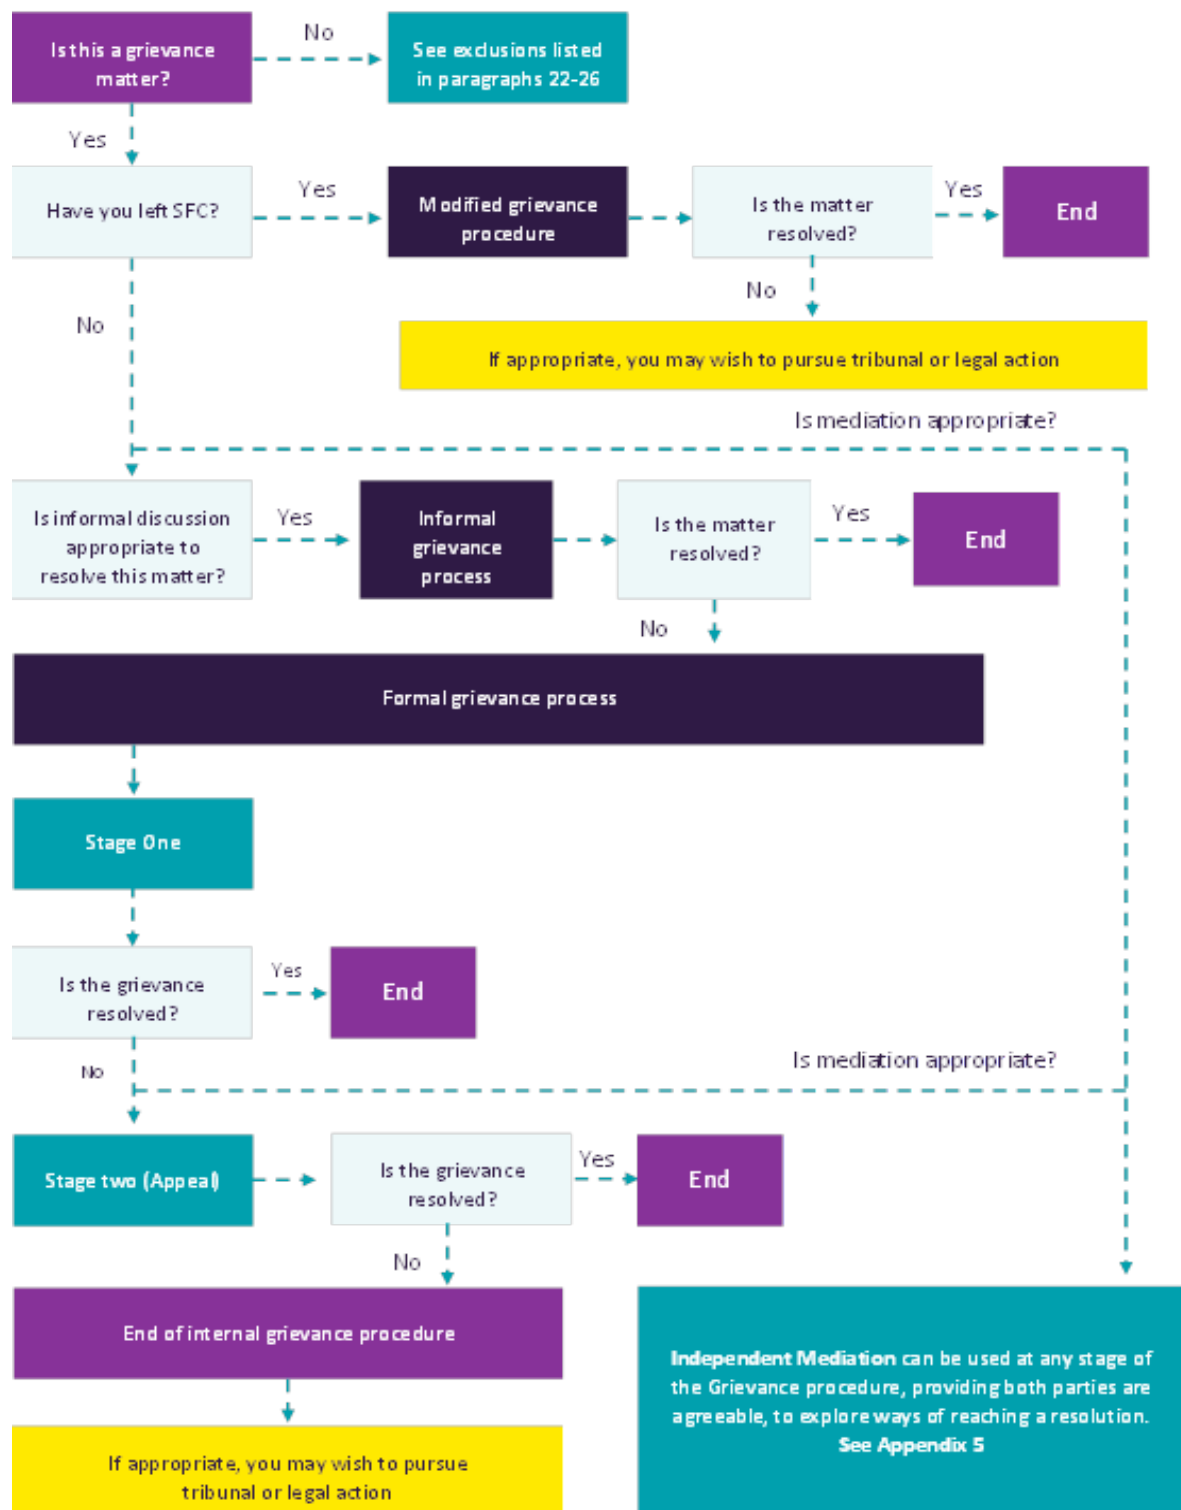 Is this a grievance
matter?
No
See exclusions listed
in paragraphs 22-26
Yes
Have you left SFC?
Yes
Modified grievance
procedure
Is the matter
resolved?
Yes
End
No
No
If appropriate, you may wish to pursue tribunal or legal action
Is mediation appropriate?
Is informal discussion
appropriate to
resolve this matter?
Yes
Informal
grievance
process
Is the matter
resolved?
Yes
End
No
Formal grievance process
Stage One
Is the grievance
resolved?
Yes
End
No
Is mediation appropriate?
Stage two (Appeal)
Is the grievance
resolved?
Yes
End
No
End of internal grievance procedure
If appropriate, you may wish to pursue
tribunal or legal action
Independent Mediation can be used at any stage of
the Grievance procedure, providing both parties are
agreeable, to explore ways of reaching a resolution.
See Appendix 5